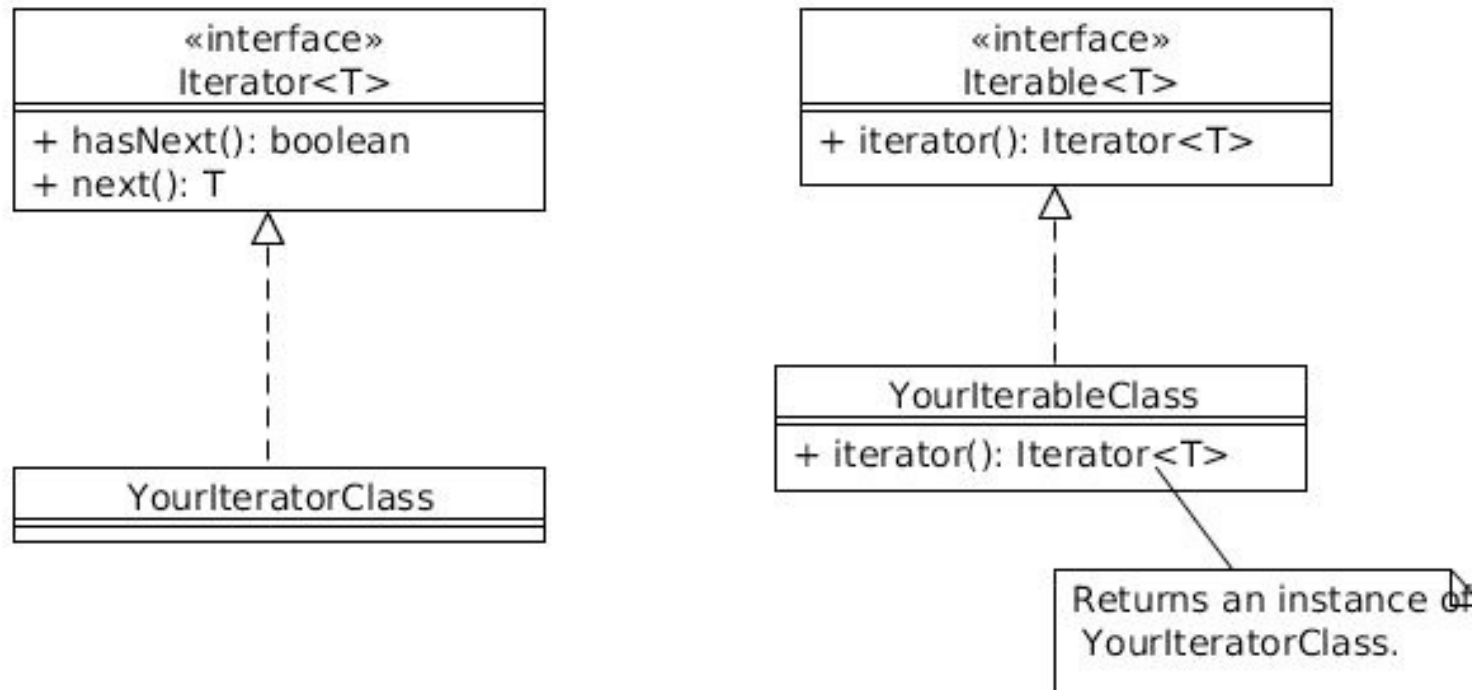 «interface»
Iterator<T>
+ hasNext(): boolean
+ next(): T
YourIteratorClass
«interface»
Iterable<T>
+ iterator(): Iterator<T>
YourIterableClass
+ iterator(): Iterator<T>
Returns an instance of
YourIteratorClass.